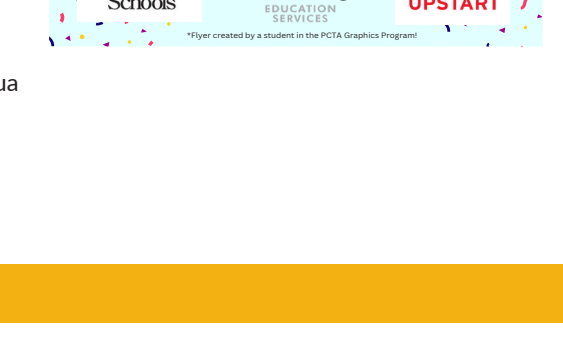 Schools
EDUCATION
SERVICES
UPSTART
*Flyer created by a student in the PCTA Graphics Program!
ua